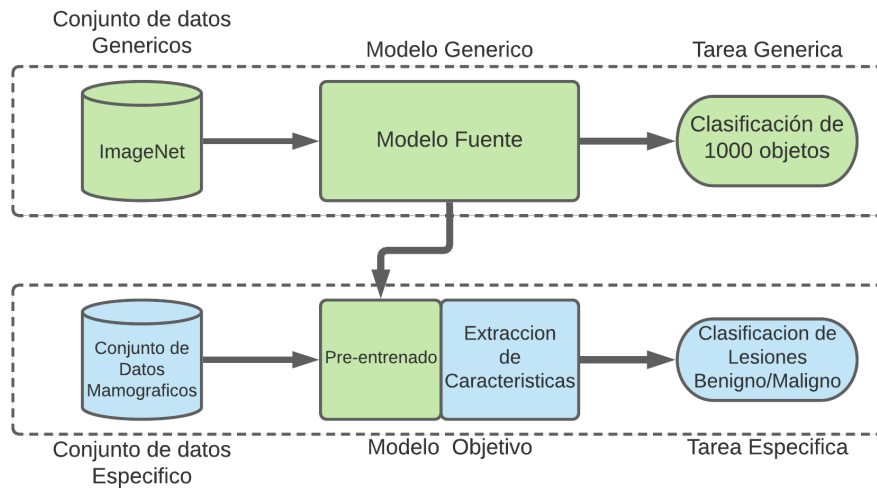 Conjunto de datos
Genericos
Modelo Generico
Tarea Generica
ImageNet
Modelo Fuente
Clasificación de
1000 objetos
Conjunto de
Datos
Mamograficos
Pre-entrenado
Extraccion
de
Caracteristicas
Clasificacion de
Lesiones
Benigno/Maligno
Conjunto de datos
Especifico
Modelo Objetivo
Tarea Especifica